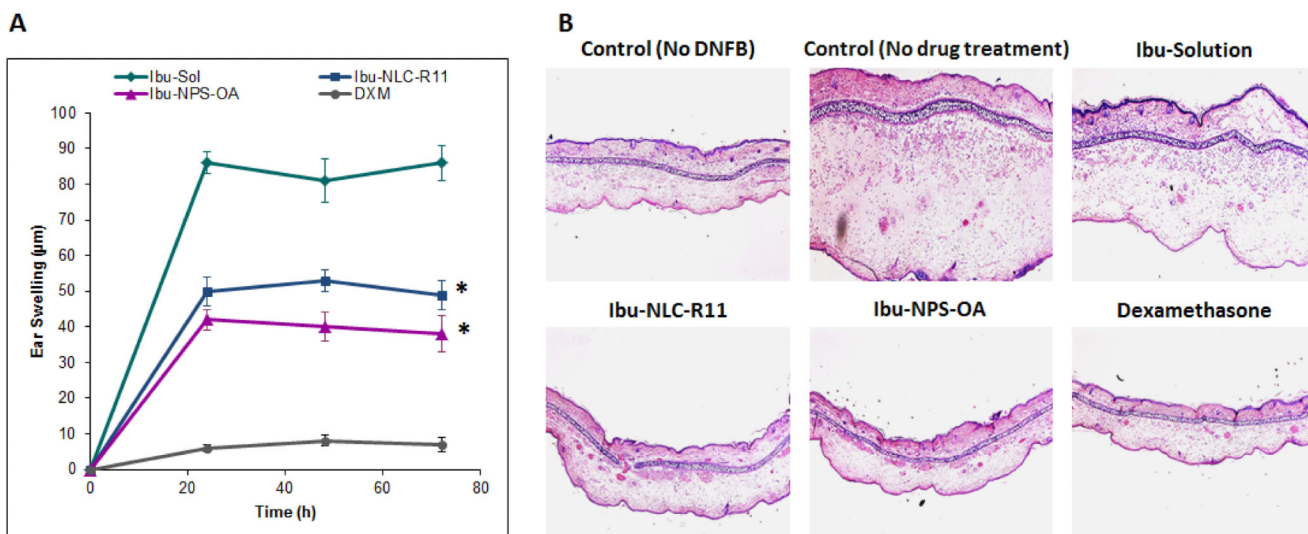 A
Ibu-Sol
Ibu-NLC-R11
Ibu-NPS-OA
DXM
Ear Swelling (µm)
100
90
80
70
60
50
40
30
20
10
0
*
*
0
20
40
60
80
Time (h)
B
Control (No DNFB)
Control (No drug treatment)
Ibu-Solution
Ibu-NLC-R11
Ibu-NPS-OA
Dexamethasone